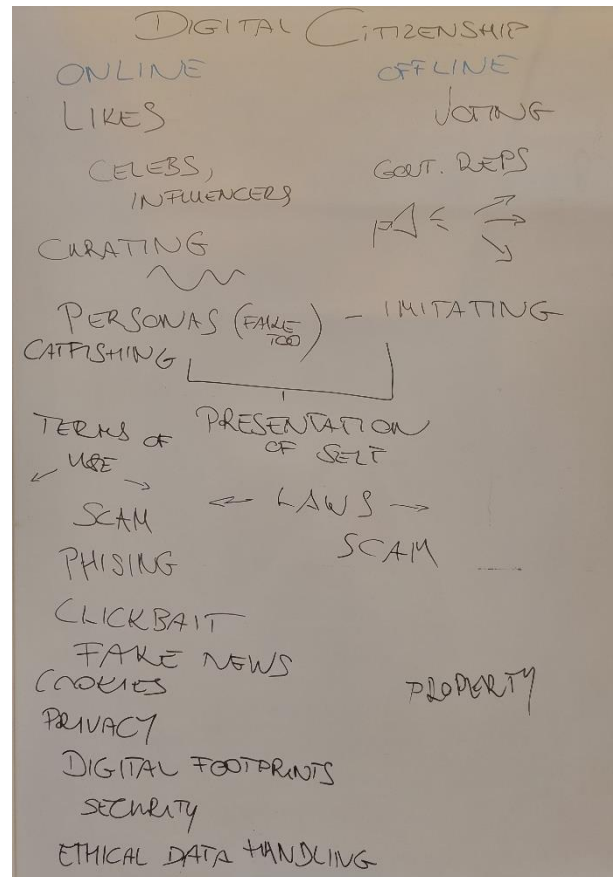 DIGITAL CITIZENSHIP
ONLINE OFFLINE
LIKES VOTING
CELEBS, GOVT. REPS
INFLUENCERS
CURATING
PERSONAS (FAKE TOO) - IMITATING
CATFISHING
TERMS OF USE PRESENTATION OF SELF
LAWS
SCAM SCAM
PHISING
CLICKBAIT
FAKE NEWS
COOKIES PROPERTY
PRIVACY
DIGITAL FOOTPRINTS
SECURITY
ETHICAL DATA HANDLING